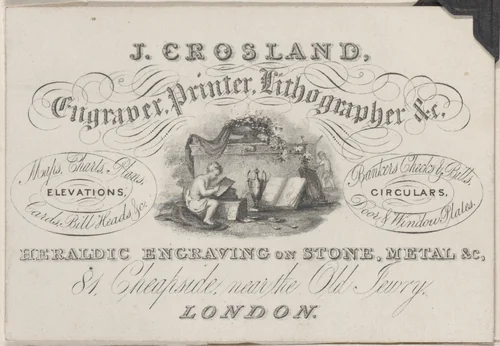 J. CROSLAND,
Engraver, Printer, Lithographer &c.
Maps, Charts, Plans,
ELEVATIONS,
Cards, Bill Heads &c.
Bankers Checks & Bills,
CIRCULARS,
Door & Window Plates.
HERALDIC ENGRAVING ON STONE, METAL &c,
81, Cheapside, near the Old Jewry,
LONDON.